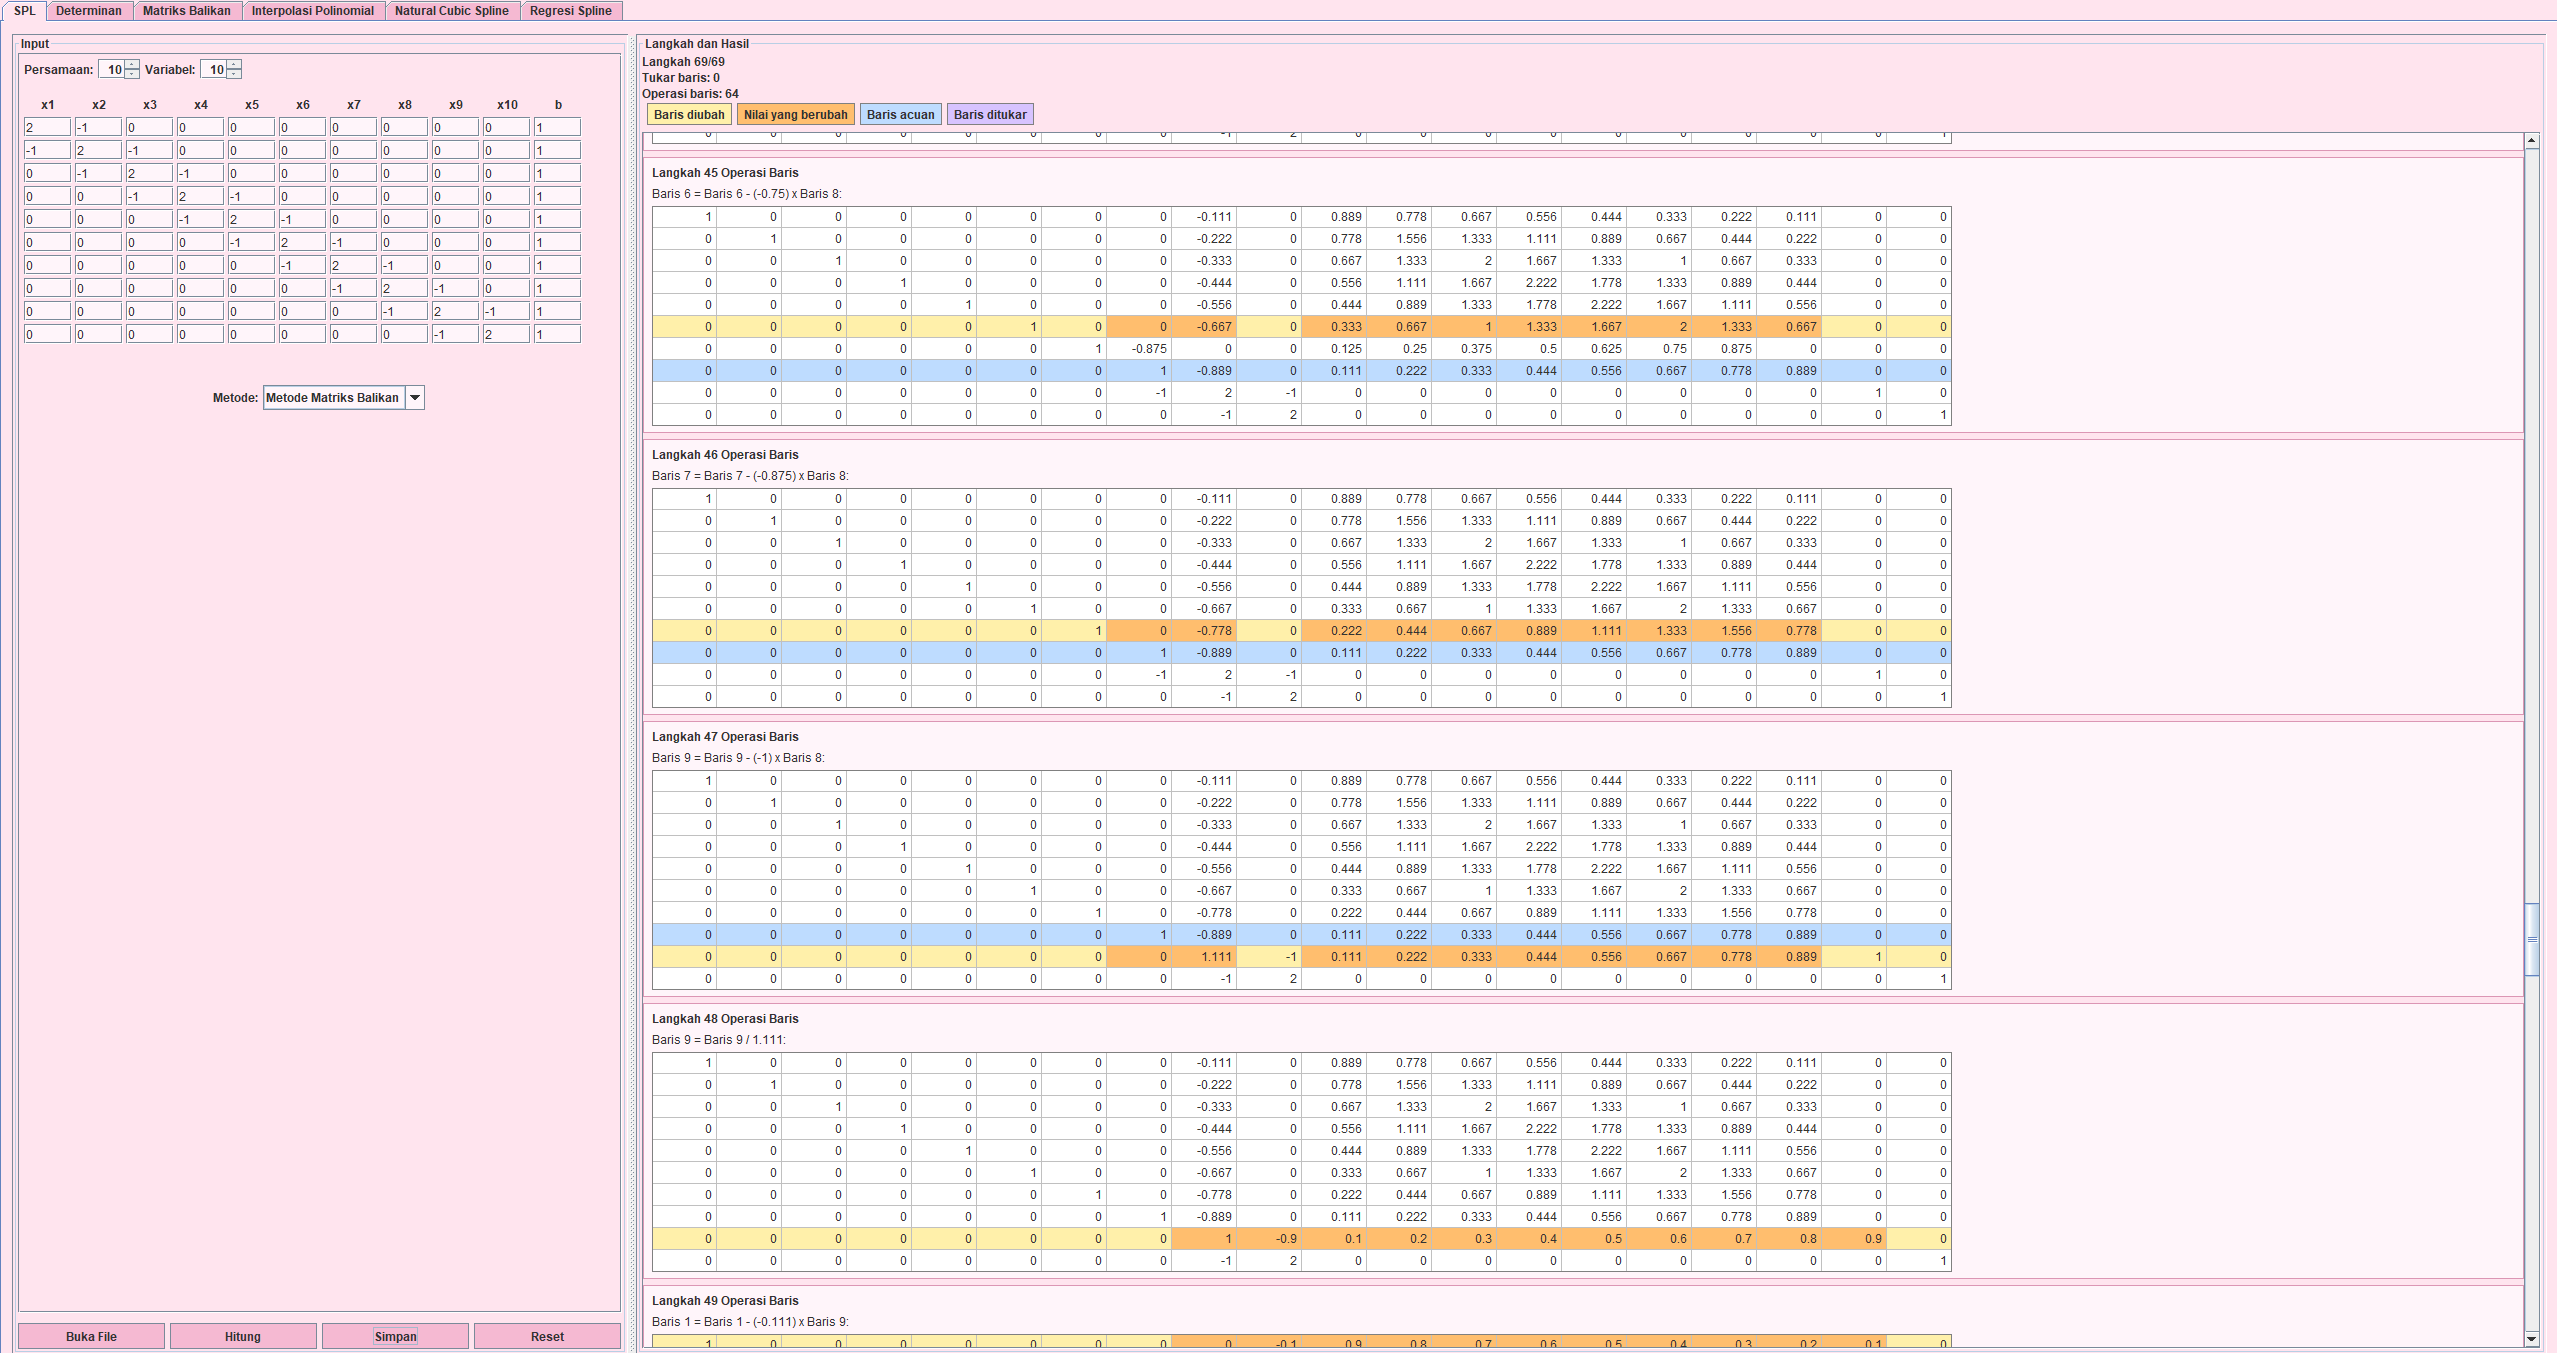 SPL Determinan Matriks Balikan Interpolasi Polinomial Natural Cubic Spline Regresi Spline
Input
Persamaan: 10 Variabel: 10
x1 x2 x3 x4 x5 x6 x7 x8 x9 x10 b
2 -1 0 0 0 0 0 0 0 0 1
-1 2 -1 0 0 0 0 0 0 0 1
0 -1 2 -1 0 0 0 0 0 0 1
0 0 -1 2 -1 0 0 0 0 0 1
0 0 0 -1 2 -1 0 0 0 0 1
0 0 0 0 -1 2 -1 0 0 0 1
0 0 0 0 0 -1 2 -1 0 0 1
0 0 0 0 0 0 -1 2 -1 0 1
0 0 0 0 0 0 0 -1 2 -1 1
0 0 0 0 0 0 0 0 -1 2 1
Metode: Metode Matriks Balikan
Buka File Hitung Simpan Reset
Langkah dan Hasil
Langkah 69/69
Tukar baris: 0
Operasi baris: 64
Baris diubah Nilai yang berubah Baris acuan Baris ditukar
0 0 0 0 0 0 0 0 -1 2 0 0 0 0 0 0 0 0 0 1
Langkah 45 Operasi Baris
Baris 6 = Baris 6 - (-0.75) x Baris 8:
1 0 0 0 0 0 0 0 -0.111 0 0.889 0.778 0.667 0.556 0.444 0.333 0.222 0.111 0 0
0 1 0 0 0 0 0 0 -0.222 0 0.778 1.556 1.333 1.111 0.889 0.667 0.444 0.222 0 0
0 0 1 0 0 0 0 0 -0.333 0 0.667 1.333 2 1.667 1.333 1 0.667 0.333 0 0
0 0 0 1 0 0 0 0 -0.444 0 0.556 1.111 1.667 2.222 1.778 1.333 0.889 0.444 0 0
0 0 0 0 1 0 0 0 -0.556 0 0.444 0.889 1.333 1.778 2.222 1.667 1.111 0.556 0 0
0 0 0 0 0 1 0 0 -0.667 0 0.333 0.667 1 1.333 1.667 2 1.333 0.667 0 0
0 0 0 0 0 0 1 -0.875 0 0 0.125 0.25 0.375 0.5 0.625 0.75 0.875 0 0 0
0 0 0 0 0 0 0 1 -0.889 0 0.111 0.222 0.333 0.444 0.556 0.667 0.778 0.889 0 0
0 0 0 0 0 0 0 -1 2 -1 0 0 0 0 0 0 0 0 1 0
0 0 0 0 0 0 0 0 -1 2 0 0 0 0 0 0 0 0 0 1
Langkah 46 Operasi Baris
Baris 7 = Baris 7 - (-0.875) x Baris 8:
1 0 0 0 0 0 0 0 -0.111 0 0.889 0.778 0.667 0.556 0.444 0.333 0.222 0.111 0 0
0 1 0 0 0 0 0 0 -0.222 0 0.778 1.556 1.333 1.111 0.889 0.667 0.444 0.222 0 0
0 0 1 0 0 0 0 0 -0.333 0 0.667 1.333 2 1.667 1.333 1 0.667 0.333 0 0
0 0 0 1 0 0 0 0 -0.444 0 0.556 1.111 1.667 2.222 1.778 1.333 0.889 0.444 0 0
0 0 0 0 1 0 0 0 -0.556 0 0.444 0.889 1.333 1.778 2.222 1.667 1.111 0.556 0 0
0 0 0 0 0 1 0 0 -0.667 0 0.333 0.667 1 1.333 1.667 2 1.333 0.667 0 0
0 0 0 0 0 0 1 0 -0.778 0 0.222 0.444 0.667 0.889 1.111 1.333 1.556 0.778 0 0
0 0 0 0 0 0 0 1 -0.889 0 0.111 0.222 0.333 0.444 0.556 0.667 0.778 0.889 0 0
0 0 0 0 0 0 0 -1 2 -1 0 0 0 0 0 0 0 0 1 0
0 0 0 0 0 0 0 0 -1 2 0 0 0 0 0 0 0 0 0 1
Langkah 47 Operasi Baris
Baris 9 = Baris 9 - (-1) x Baris 8:
1 0 0 0 0 0 0 0 -0.111 0 0.889 0.778 0.667 0.556 0.444 0.333 0.222 0.111 0 0
0 1 0 0 0 0 0 0 -0.222 0 0.778 1.556 1.333 1.111 0.889 0.667 0.444 0.222 0 0
0 0 1 0 0 0 0 0 -0.333 0 0.667 1.333 2 1.667 1.333 1 0.667 0.333 0 0
0 0 0 1 0 0 0 0 -0.444 0 0.556 1.111 1.667 2.222 1.778 1.333 0.889 0.444 0 0
0 0 0 0 1 0 0 0 -0.556 0 0.444 0.889 1.333 1.778 2.222 1.667 1.111 0.556 0 0
0 0 0 0 0 1 0 0 -0.667 0 0.333 0.667 1 1.333 1.667 2 1.333 0.667 0 0
0 0 0 0 0 0 1 0 -0.778 0 0.222 0.444 0.667 0.889 1.111 1.333 1.556 0.778 0 0
0 0 0 0 0 0 0 1 -0.889 0 0.111 0.222 0.333 0.444 0.556 0.667 0.778 0.889 0 0
0 0 0 0 0 0 0 0 1.111 -1 0.111 0.222 0.333 0.444 0.556 0.667 0.778 0.889 1 0
0 0 0 0 0 0 0 0 -1 2 0 0 0 0 0 0 0 0 0 1
Langkah 48 Operasi Baris
Baris 9 = Baris 9 / 1.111:
1 0 0 0 0 0 0 0 -0.111 0 0.889 0.778 0.667 0.556 0.444 0.333 0.222 0.111 0 0
0 1 0 0 0 0 0 0 -0.222 0 0.778 1.556 1.333 1.111 0.889 0.667 0.444 0.222 0 0
0 0 1 0 0 0 0 0 -0.333 0 0.667 1.333 2 1.667 1.333 1 0.667 0.333 0 0
0 0 0 1 0 0 0 0 -0.444 0 0.556 1.111 1.667 2.222 1.778 1.333 0.889 0.444 0 0
0 0 0 0 1 0 0 0 -0.556 0 0.444 0.889 1.333 1.778 2.222 1.667 1.111 0.556 0 0
0 0 0 0 0 1 0 0 -0.667 0 0.333 0.667 1 1.333 1.667 2 1.333 0.667 0 0
0 0 0 0 0 0 1 0 -0.778 0 0.222 0.444 0.667 0.889 1.111 1.333 1.556 0.778 0 0
0 0 0 0 0 0 0 1 -0.889 0 0.111 0.222 0.333 0.444 0.556 0.667 0.778 0.889 0 0
0 0 0 0 0 0 0 0 1 -0.9 0.1 0.2 0.3 0.4 0.5 0.6 0.7 0.8 0.9 0
0 0 0 0 0 0 0 0 -1 2 0 0 0 0 0 0 0 0 0 1
Langkah 49 Operasi Baris
Baris 1 = Baris 1 - (-0.111) x Baris 9:
1 0 0 0 0 0 0 0 0 -0.1 0.9 0.8 0.7 0.6 0.5 0.4 0.3 0.2 0.1 0